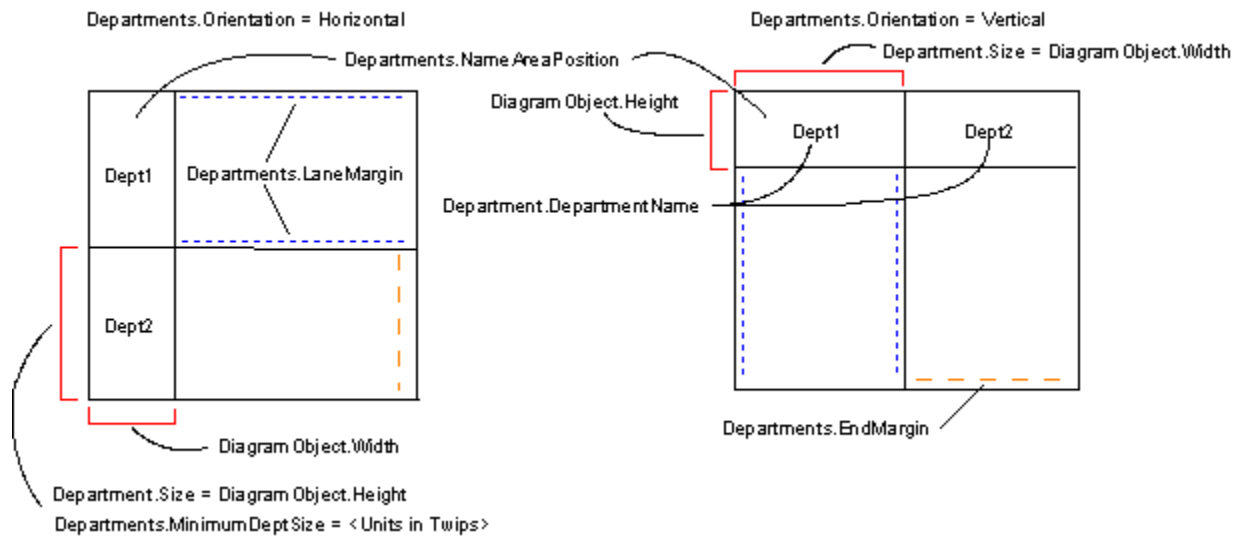 Departments.Orientation = Horizontal
Departments.Orientation = Vertical
Departments.NameAreaPosition
Department.Size = Diagram Object.Width
Diagram Object.Height
Dept1
Departments.LaneMargin
Dept1
Dept2
Department.DepartmentName
Dept2
Departments.EndMargin
Diagram Object.Width
Department.Size = Diagram Object.Height
Departments.MinimumDeptSize = <Units in Twips>